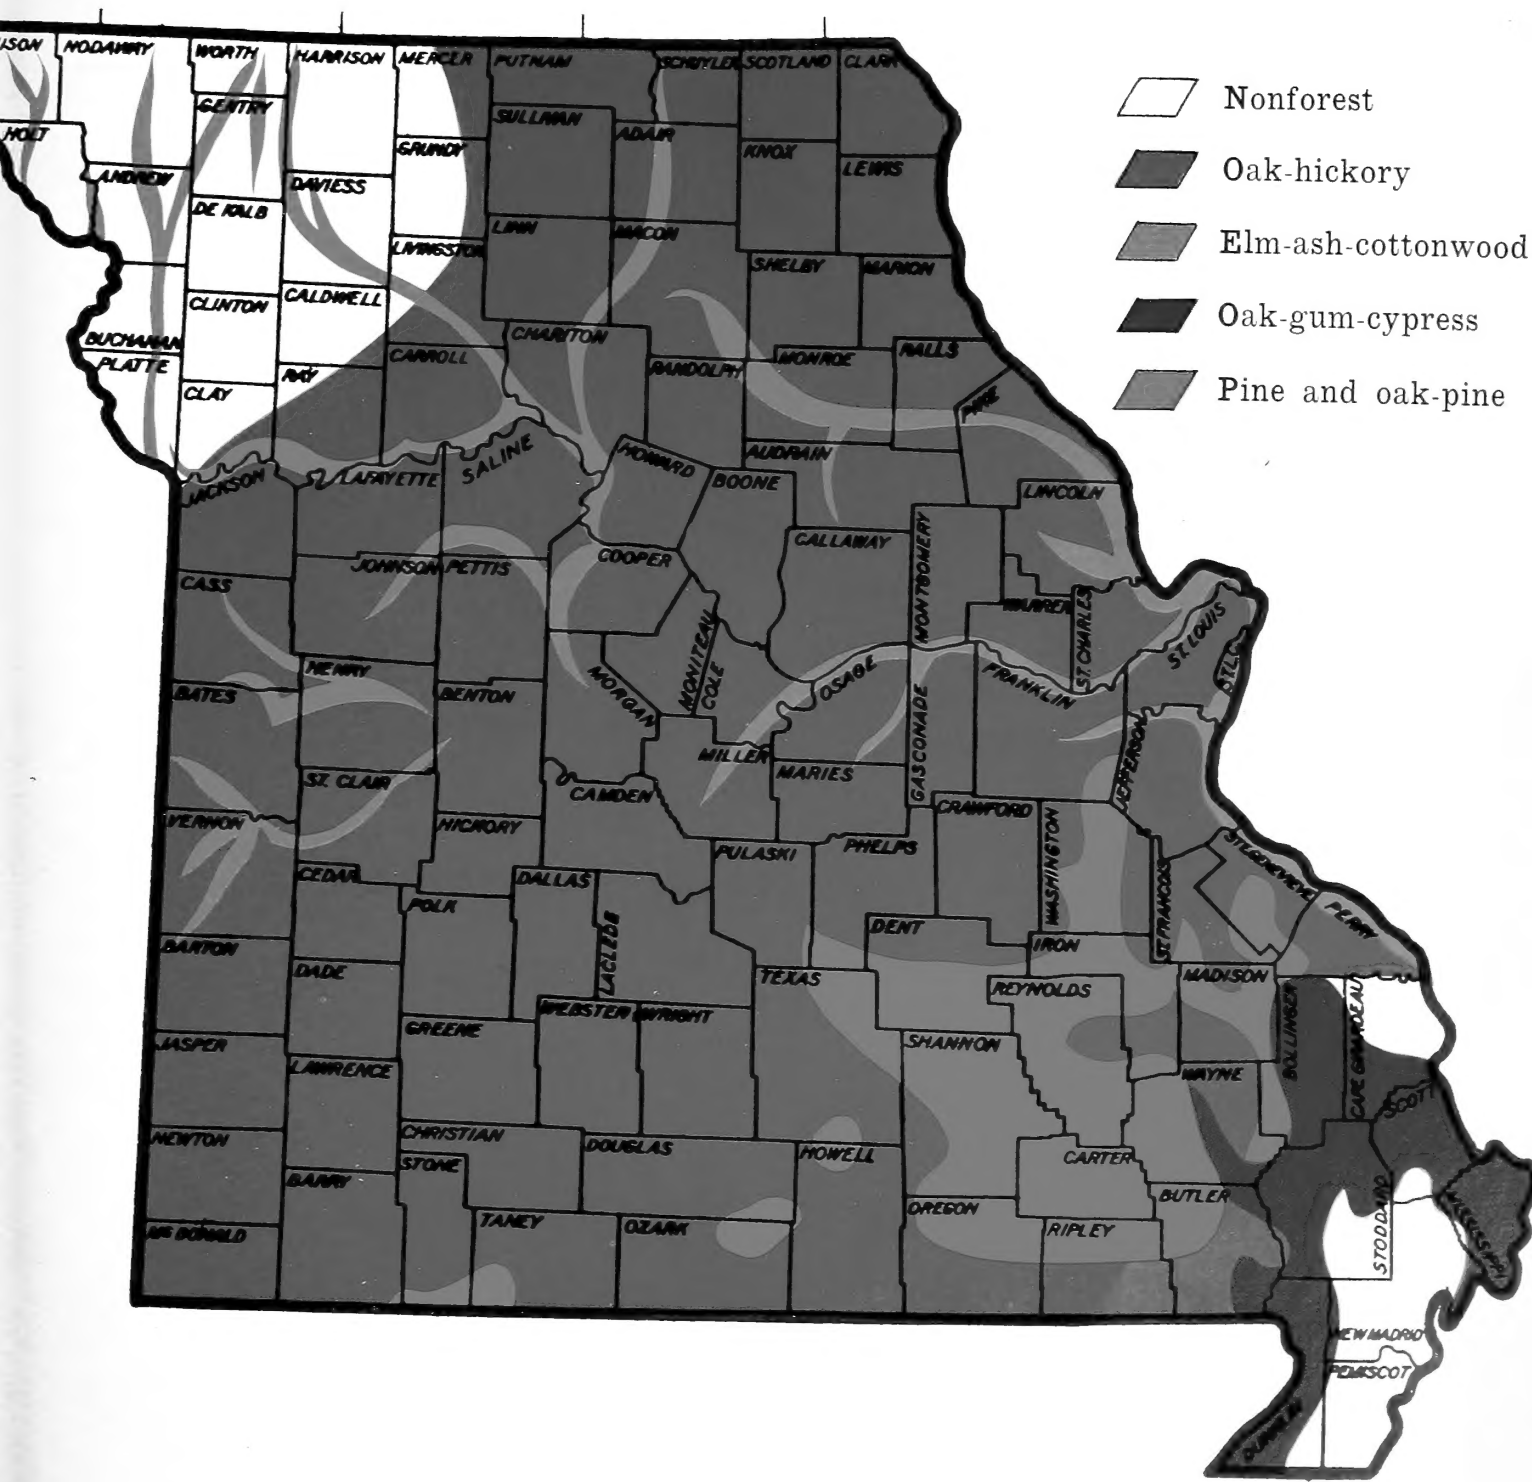 ISON NODAWAY WORTH HARRISON MERCER PUTNAM SCHUYLER SCOTLAND CLARK
Nonforest
GENTRY SULLIVAN
HOLT ADAIR
GRUNDY KNOX
Oak-hickory
ANDREW DAVIESS LEWIS
DE KALB
LINN MACON
LIVINGSTON
Elm-ash-cottonwood
SHELBY MARION
CLINTON CALDWELL
Oak-gum-cypress
BUCHANAN CHARITON
PLATTE CARROLL RANDOLPH MONROE RALLS
RAY
CLAY PIKE
Pine and oak-pine
SALINE HOWARD AUDRAIN
JACKSON LAFAYETTE BOONE
LINCOLN
CALLAWAY MONTGOMERY
CASS JOHNSON PETTIS COOPER
WARREN ST. CHARLES ST. LOUIS
HENRY MORGAN MONITEAU COLE OSAGE FRANKLIN
BATES BENTON
GASCONADE
ST. CLAIR MILLER JEFFERSON
CAMDEN MARIES
VERNON HICKORY CRAWFORD WASHINGTON
PULASKI PHELPS STE. GENEVIEVE
CEDAR DALLAS
POLK LACLEDE DENT ST. FRANCOIS PERRY
BARTON IRON
DADE TEXAS REYNOLDS MADISON
WEBSTER WRIGHT
GREENE SHANNON BOLLINGER CAPE GIRARDEAU
JASPER
LAWRENCE WAYNE
SCOTT
NEWTON CHRISTIAN
STONE DOUGLAS HOWELL CARTER
BARRY
BUTLER STODDARD MISSISSIPPI
OREGON
McDONALD TANEY OZARK RIPLEY
NEW MADRID
PEMISCOT
DUNKLIN